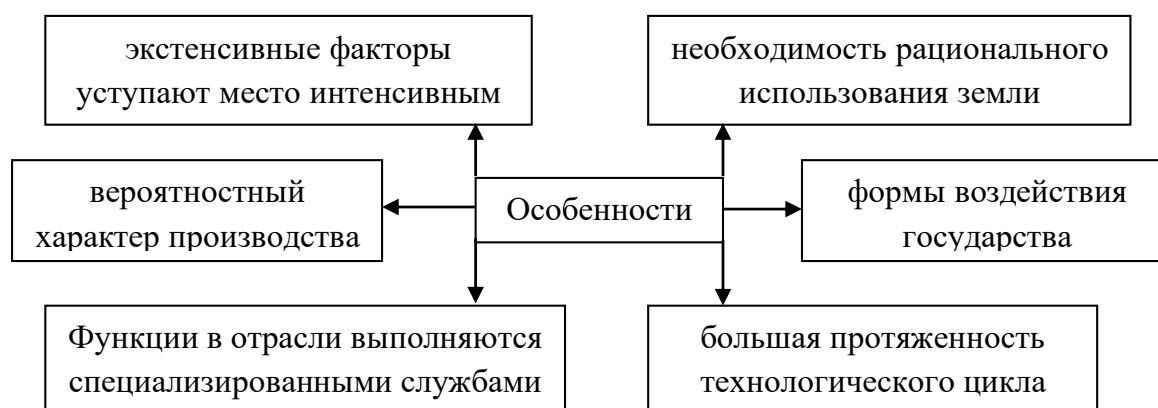 экстенсивные факторы
уступают место интенсивным
необходимость рационального
использования земли
вероятностный
характер производства
Особенности
формы воздействия
государства
Функции в отрасли выполняются
специализированными службами
большая протяженность
технологического цикла